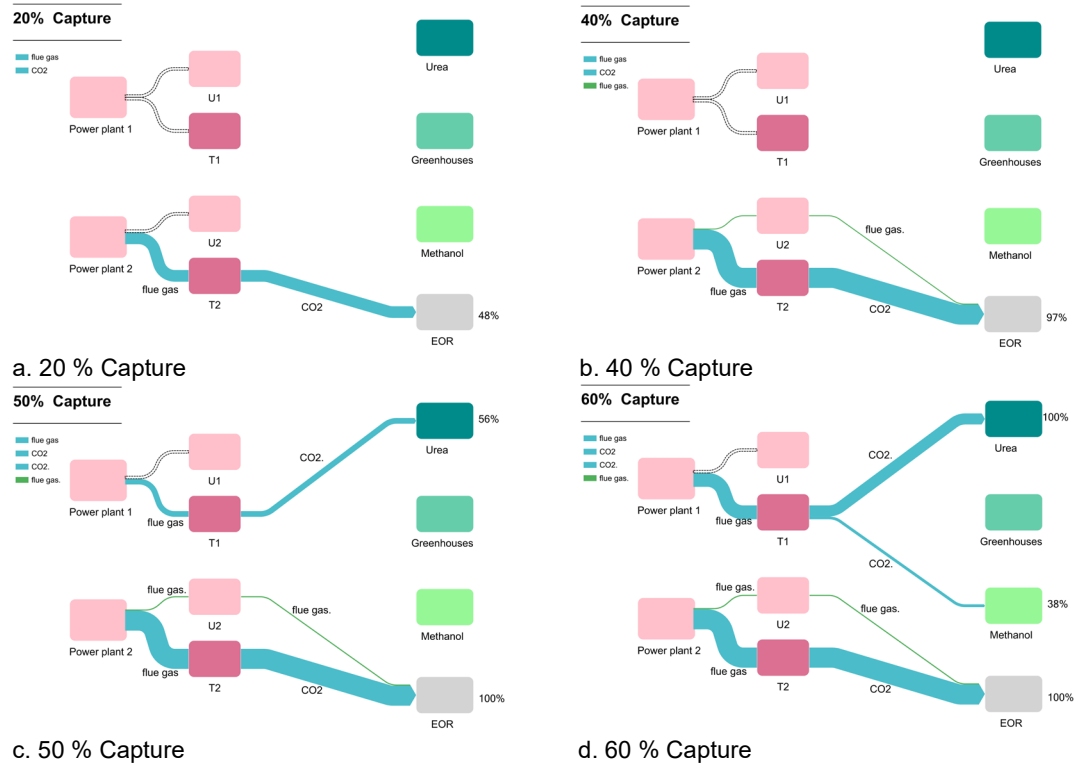 20% Capture
flue gas
CO2
Power plant 1
U1
T1
Urea
Greenhouses
Power plant 2
U2
flue gas
T2
CO2
Methanol
48%
EOR
a. 20 % Capture
40% Capture
flue gas
CO2
flue gas.
Power plant 1
U1
T1
Urea
Greenhouses
Power plant 2
U2
flue gas.
flue gas
T2
CO2
Methanol
97%
EOR
b. 40 % Capture
50% Capture
flue gas
CO2
CO2.
flue gas.
Power plant 1
U1
flue gas
T1
CO2.
56%
Urea
Greenhouses
flue gas.
Power plant 2
U2
flue gas.
flue gas
T2
CO2
Methanol
100%
EOR
c. 50 % Capture
60% Capture
flue gas
CO2
CO2.
flue gas.
Power plant 1
U1
flue gas
T1
CO2.
100%
Urea
Greenhouses
CO2.
38%
Methanol
flue gas.
Power plant 2
U2
flue gas.
flue gas
T2
CO2
100%
EOR
d. 60 % Capture